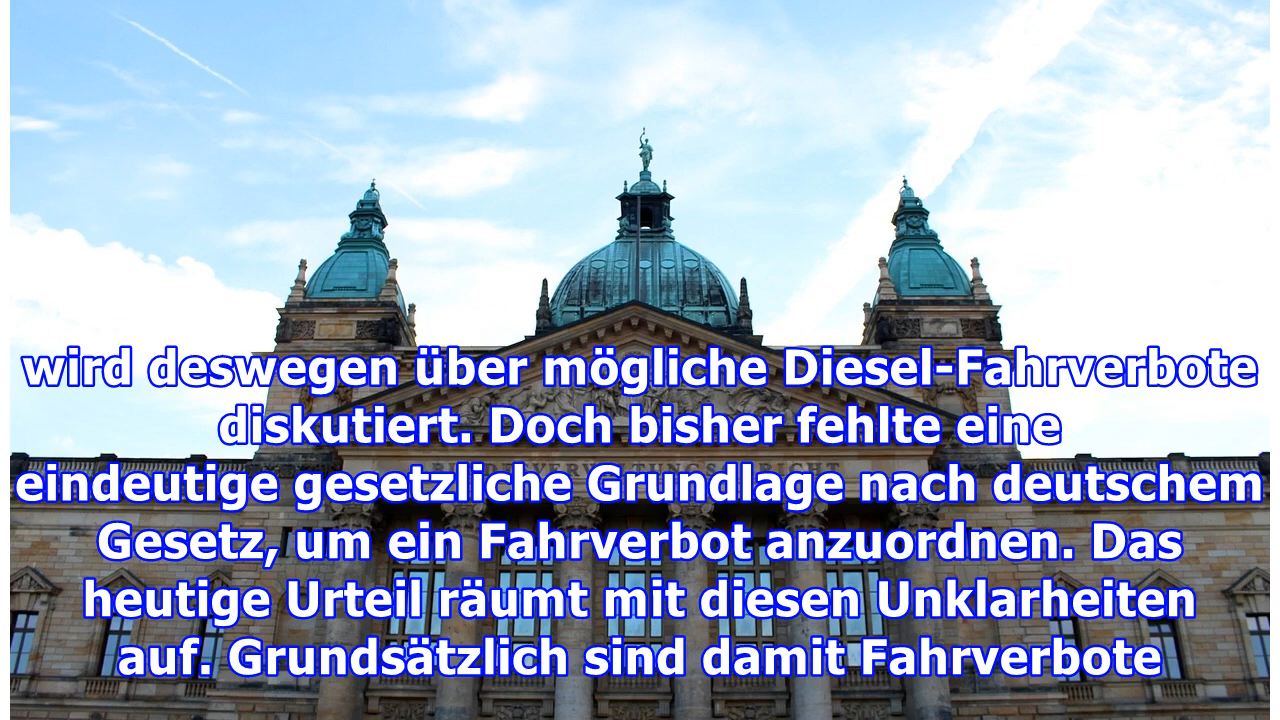 wird deswegen über mögliche Diesel-Fahrverbote
diskutiert. Doch bisher fehlte eine
eindeutige gesetzliche Grundlage nach deutschem
Gesetz, um ein Fahrverbot anzuordnen. Das
heutige Urteil räumt mit diesen Unklarheiten
auf. Grundsätzlich sind damit Fahrverbote